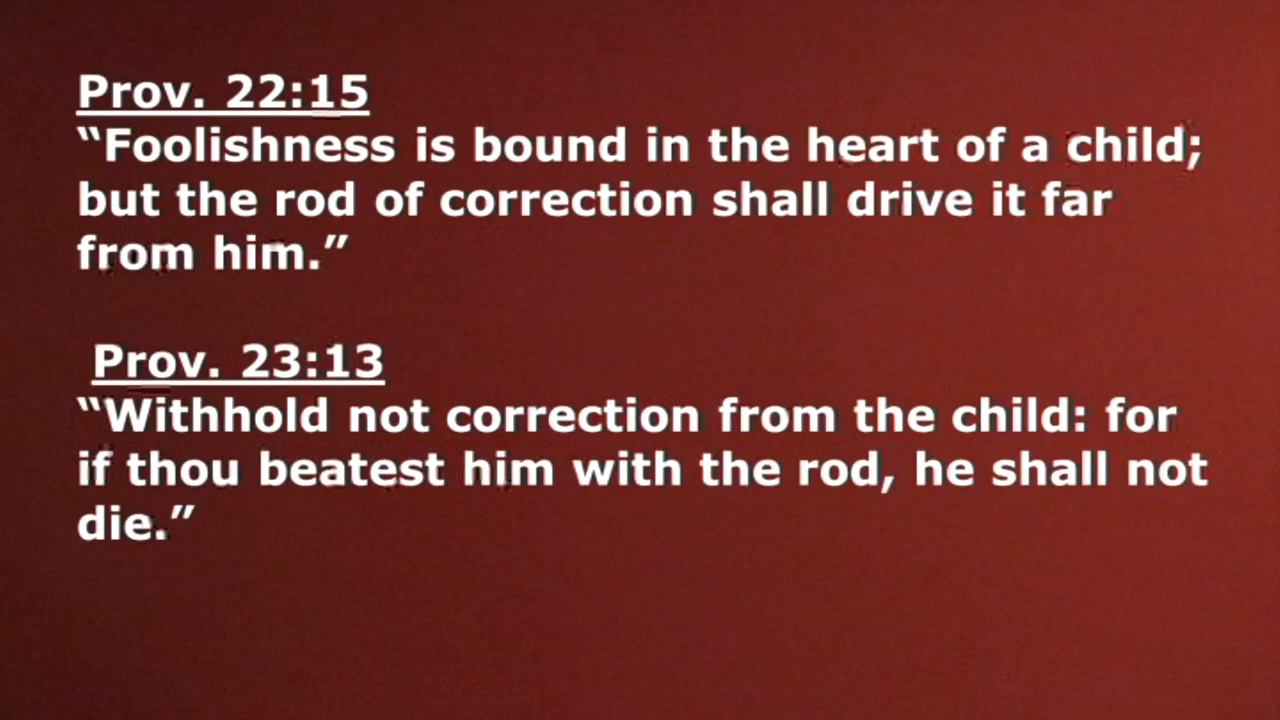 Prov. 22:15
“Foolishness is bound in the heart of a child;
but the rod of correction shall drive it far
from him.”
Prov. 23:13
“Withhold not correction from the child: for
if thou beatest him with the rod, he shall not
die.”